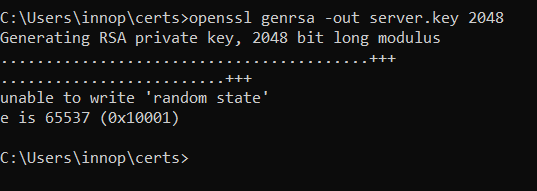 C:\Users\innop\certs>openssl genrsa -out server.key 2048
Generating RSA private key, 2048 bit long modulus
.........................................+++
............................+++
unable to write 'random state'
e is 65537 (0x10001)
C:\Users\innop\certs>